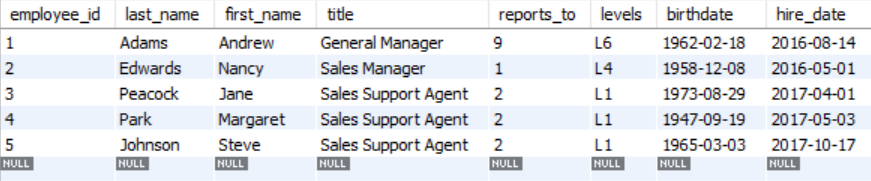 employee_id last_name first_name title reports_to levels birthdate hire_date
1 Adams Andrew General Manager 9 L6 1962-02-18 2016-08-14
2 Edwards Nancy Sales Manager 1 L4 1958-12-08 2016-05-01
3 Peacock Jane Sales Support Agent 2 L1 1973-08-29 2017-04-01
4 Park Margaret Sales Support Agent 2 L1 1947-09-19 2017-05-03
5 Johnson Steve Sales Support Agent 2 L1 1965-03-03 2017-10-17
NULL NULL NULL NULL NULL NULL NULL NULL